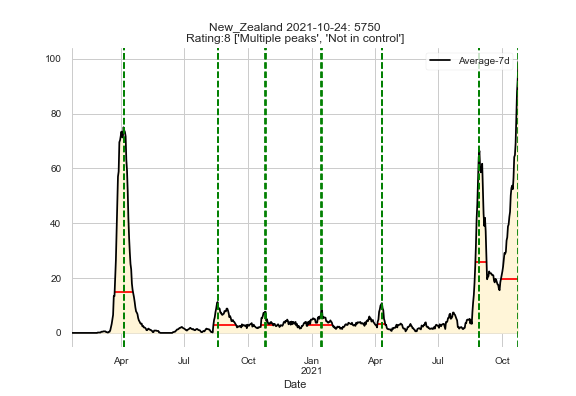 New_Zealand 2021-10-24: 5750
Rating:8 ['Multiple peaks', 'Not in control']
Average-7d
100
80
60
40
20
0
Apr Jul Oct Jan Apr Jul Oct
2021
Date